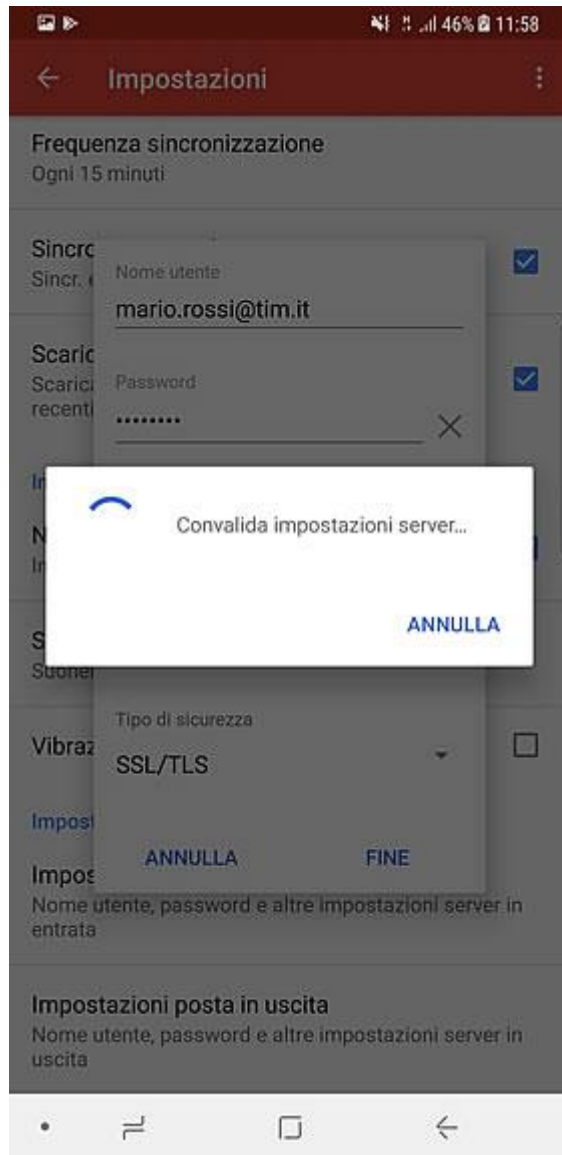 46% 11:58
Impostazioni
Frequenza sincronizzazione
Ogni 15 minuti
Sincr.
Nome utente
mario.rossi@tim.it
Password
Convalida impostazioni server...
ANNULLA
Tipo di sicurezza
SSL/TLS
ANNULLA FINE
Nome utente, password e altre impostazioni server in
entrata
Impostazioni posta in uscita
Nome utente, password e altre impostazioni server in
uscita